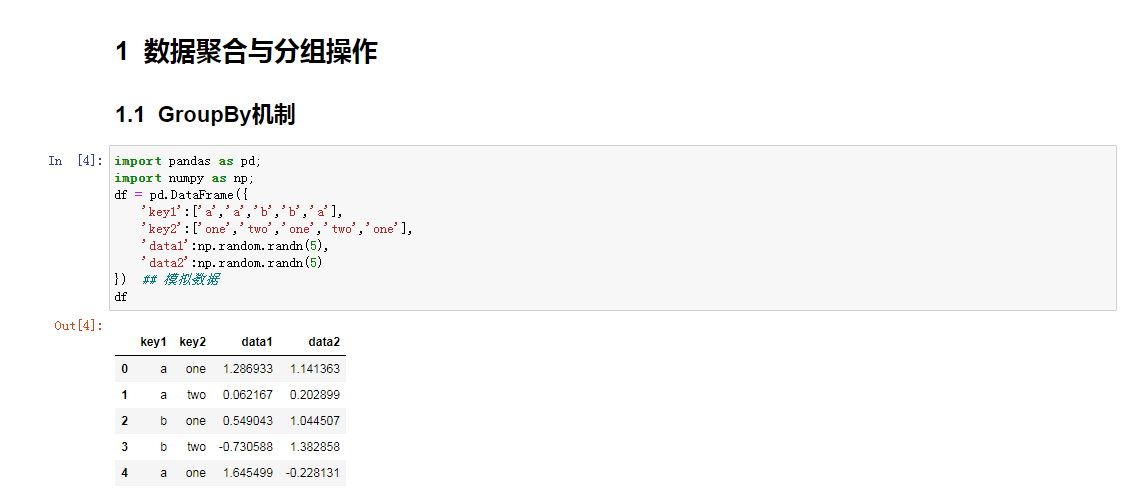 1 数据聚合与分组操作
1.1 GroupBy机制
In [4]:
import pandas as pd;
import numpy as np;
df = pd.DataFrame({
'key1':['a','a','b','b','a'],
'key2':['one','two','one','two','one'],
'data1':np.random.randn(5),
'data2':np.random.randn(5)
}) ## 模拟数据
df
Out[4]:
key1 key2 data1 data2
0 a one 1.286933 1.141363
1 a two 0.062167 0.202899
2 b one 0.549043 1.044507
3 b two -0.730588 1.382858
4 a one 1.645499 -0.228131